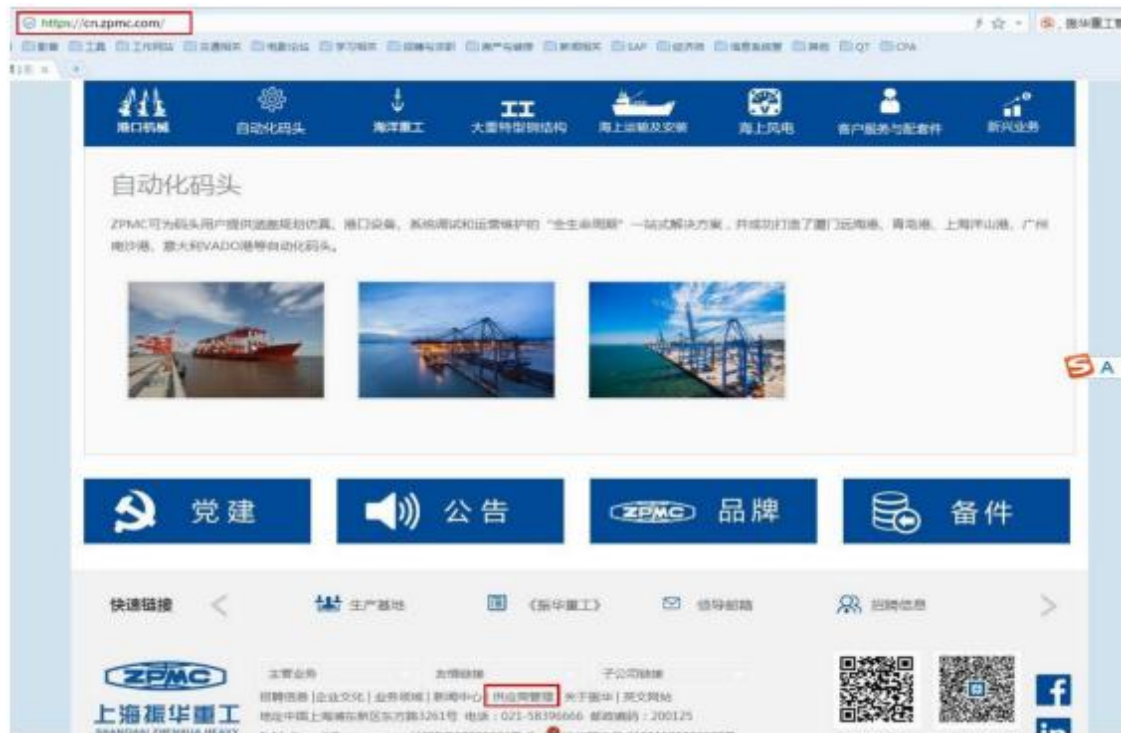 https://cn.zpmc.com/
港口机械
自动化码头
海洋重工
大重特型钢结构
海上运输及安装
海上风电
客户服务与配套件
新兴业务
自动化码头
ZPMC可为码头用户提供涵盖规划仿真、港口设备、系统调试和运营维护的“全生命周期”一站式解决方案,并成功打造了厦门远海港、青岛港、上海洋山港、广州
南沙港、意大利VADO港等自动化码头。
A
党建
公告
ZPMC 品牌
备件
快速链接
生产基地
《振华重工》
领导邮箱
招聘信息
ZPMC
上海振华重工
主营业务
友情链接
子公司链接
招聘信息|企业文化|业务领域|新闻中心|供应商管理|关于振华|英文网站
地址中国上海浦东新区东方路3261号 电话:021-58396666 邮政编码:200125